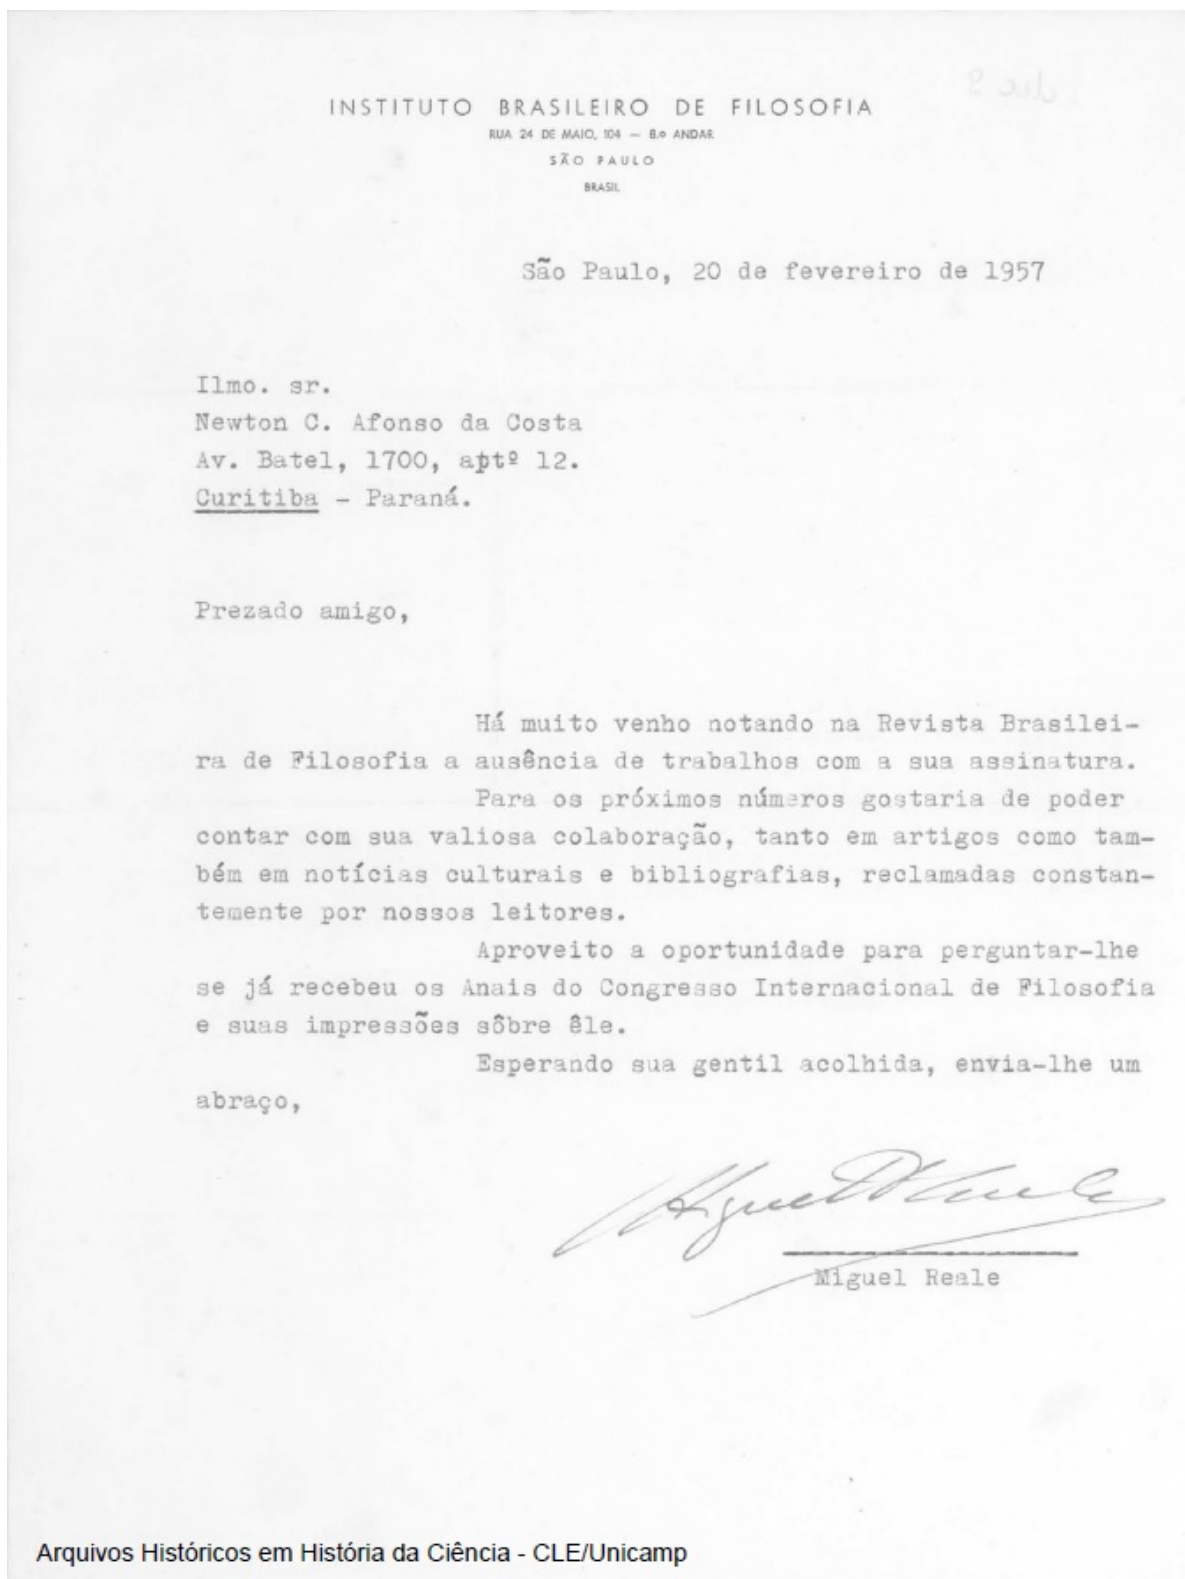 INSTITUTO BRASILEIRO DE FILOSOFIA
RUA 24 DE MAIO, 104 — 8.º ANDAR
SÃO PAULO
BRASIL
São Paulo, 20 de fevereiro de 1957
Ilmo. sr.
Newton C. Afonso da Costa
Av. Batel, 1700, aptº 12.
Curitiba - Paraná.
Prezado amigo,
Há muito venho notando na Revista Brasilei-
ra de Filosofia a ausência de trabalhos com a sua assinatura.
Para os próximos números gostaria de poder
contar com sua valiosa colaboração, tanto em artigos como tam-
bém em notícias culturais e bibliografias, reclamadas constan-
temente por nossos leitores.
Aproveito a oportunidade para perguntar-lhe
se já recebeu os Anais do Congresso Internacional de Filosofia
e suas impressões sôbre êle.
Esperando sua gentil acolhida, envia-lhe um
abraço,
Miguel Reale
Miguel Reale
Arquivos Históricos em História da Ciência - CLE/Unicamp